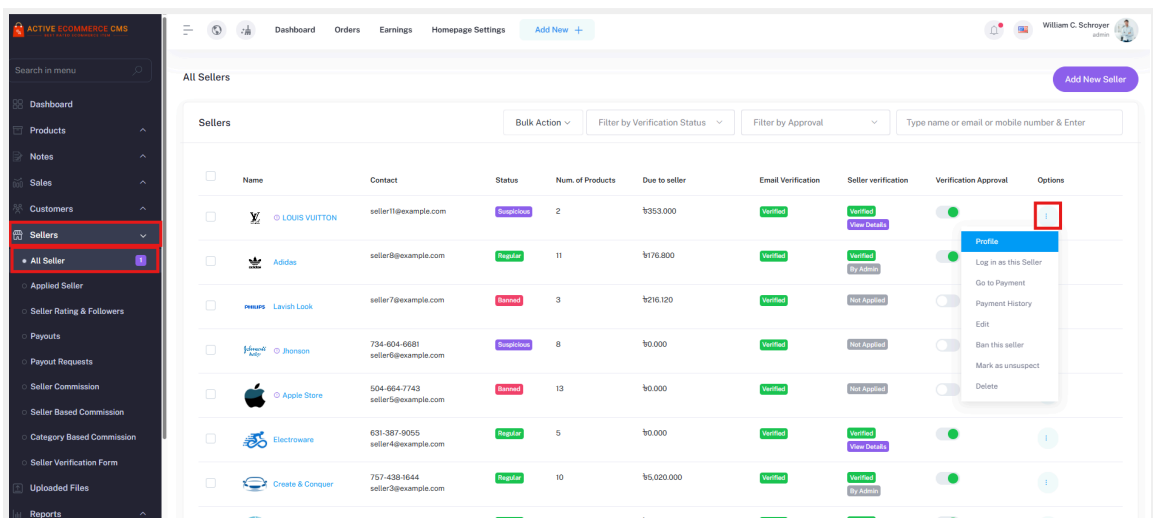 ACTIVE ECOMMERCE CMS
Dashboard Orders Earnings Homepage Settings Add New +
William C. Schroyer
admin
Search in menu
Dashboard
Products
Notes
Sales
Customers
Sellers
All Seller 1
Applied Seller
Seller Rating & Followers
Payouts
Payout Requests
Seller Commission
Seller Based Commission
Category Based Commission
Seller Verification Form
Uploaded Files
Reports
All Sellers
Add New Seller
Sellers
Bulk Action
Filter by Verification Status
Filter by Approval
Type name or email or mobile number & Enter
Name Contact Status Num. of Products Due to seller Email Verification Seller verification Verification Approval Options
LOUIS VUITTON seller11@example.com Suspicious 2 ৳353.000 Verified Verified
View Details
Adidas seller8@example.com Regular 11 ৳176.800 Verified Verified
By Admin
PHILIPS Lavish Look seller7@example.com Banned 3 ৳216.120 Verified Not Applied
Jhonson 734-604-6681 Suspicious 8 ৳0.000 Verified Not Applied
seller6@example.com
Apple Store 504-664-7743 Banned 13 ৳0.000 Verified Not Applied
seller5@example.com
Electroware 631-387-9055 Regular 5 ৳0.000 Verified Verified
seller4@example.com View Details
Create & Conquer 757-438-1644 Regular 10 ৳5,020.000 Verified Verified
seller3@example.com By Admin
Profile
Log in as this Seller
Go to Payment
Payment History
Edit
Ban this seller
Mark as unsuspect
Delete